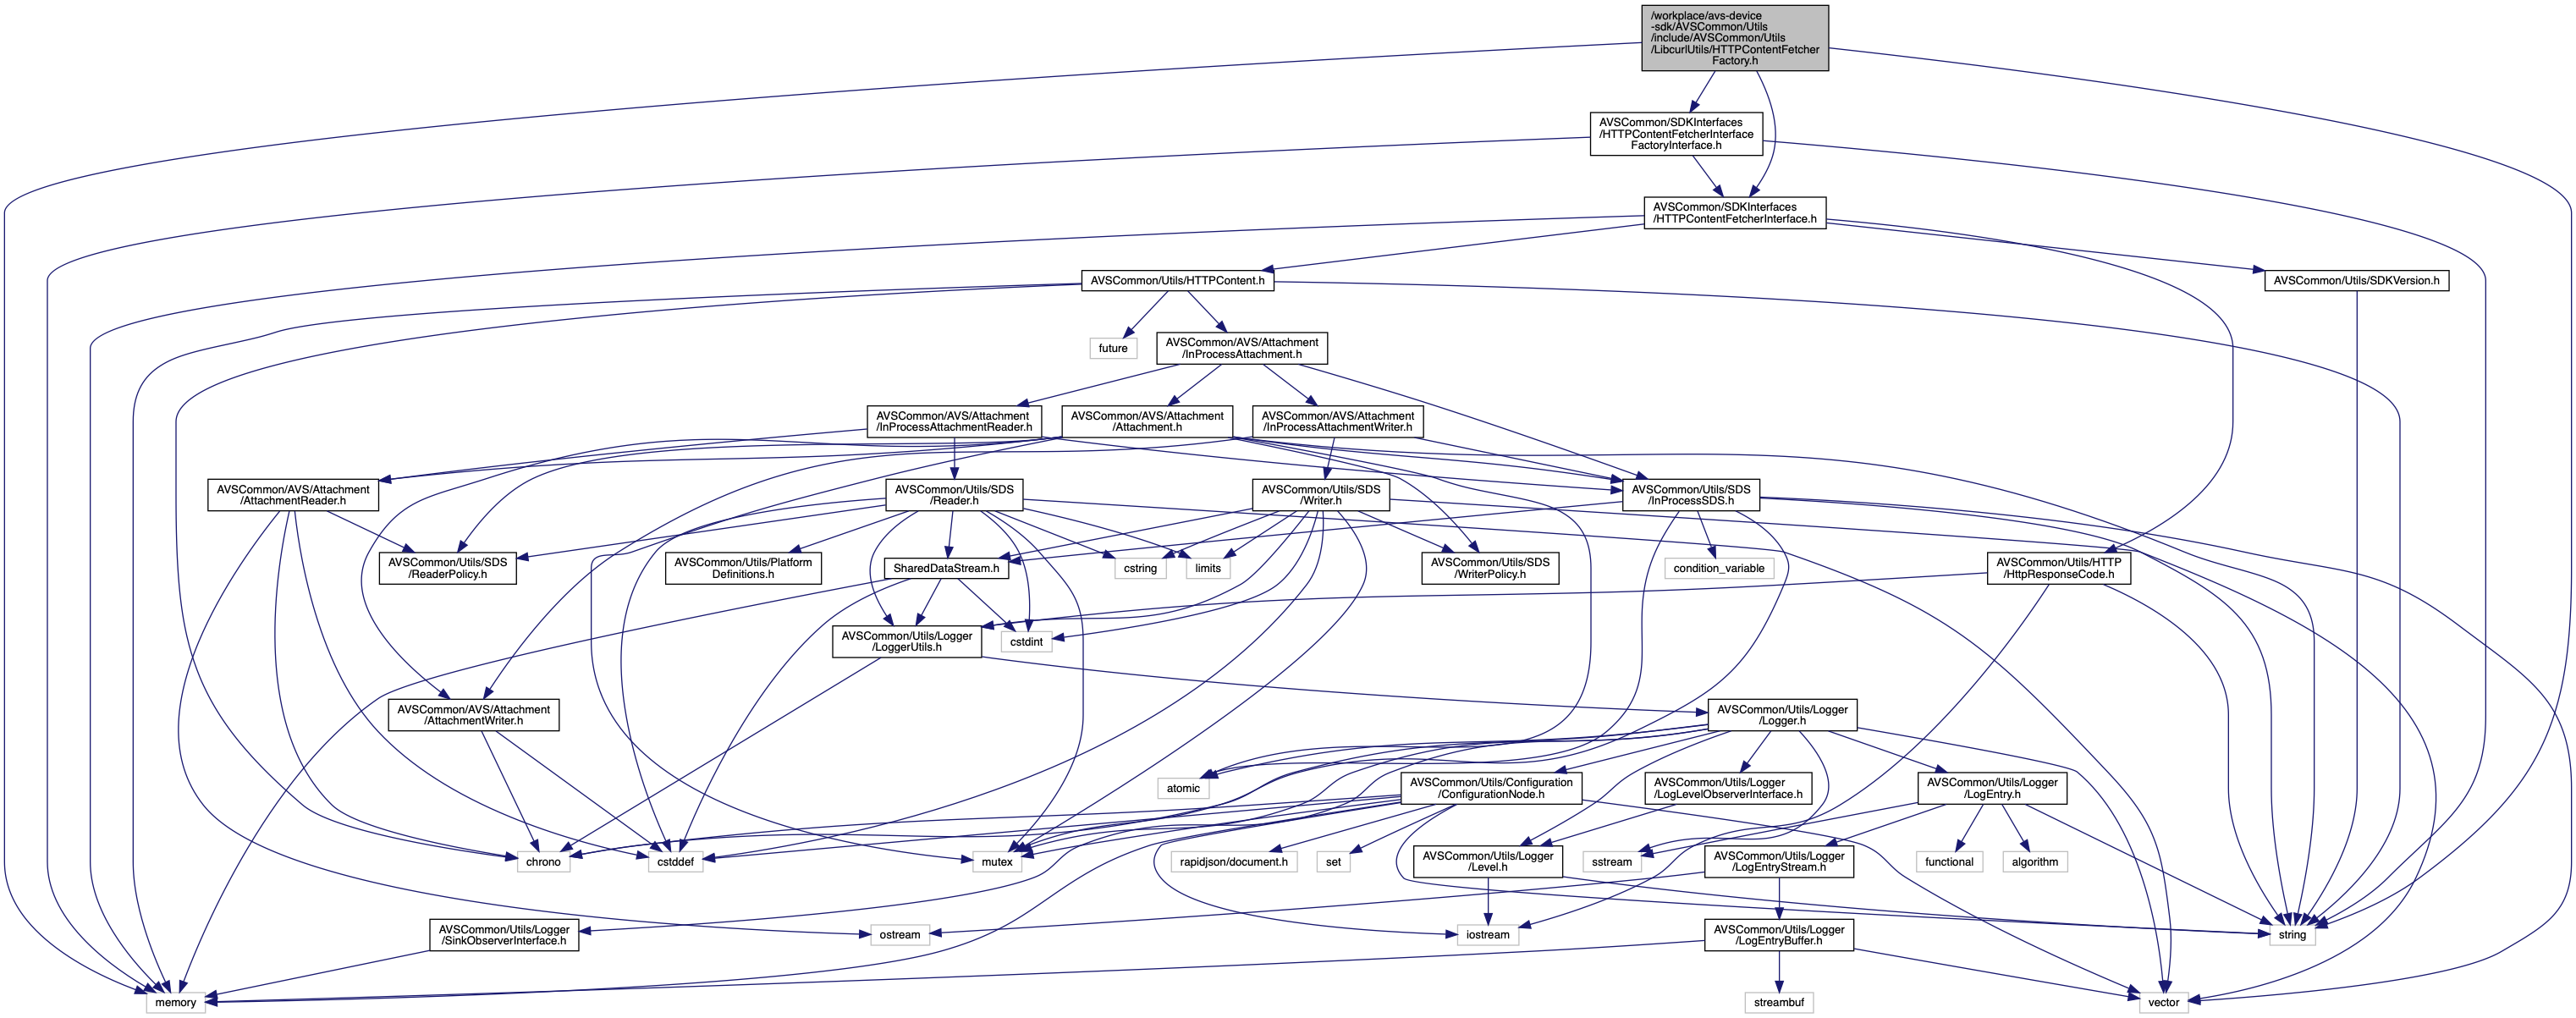 /workplace/avs-device
-sdk/AVSCommon/Utils
/include/AVSCommon/Utils
/LibcurlUtils/HTTPContentFetcher
Factory.h
AVSCommon/SDKInterfaces
/HTTPContentFetcherInterface
FactoryInterface.h
AVSCommon/SDKInterfaces
/HTTPContentFetcherInterface.h
AVSCommon/Utils/HTTPContent.h
AVSCommon/Utils/SDKVersion.h
future
AVSCommon/AVS/Attachment
/InProcessAttachment.h
AVSCommon/AVS/Attachment
/InProcessAttachmentReader.h
AVSCommon/AVS/Attachment
/Attachment.h
AVSCommon/AVS/Attachment
/InProcessAttachmentWriter.h
AVSCommon/AVS/Attachment
/AttachmentReader.h
AVSCommon/Utils/SDS
/Reader.h
AVSCommon/Utils/SDS
/Writer.h
AVSCommon/Utils/SDS
/InProcessSDS.h
AVSCommon/Utils/SDS
/ReaderPolicy.h
AVSCommon/Utils/Platform
Definitions.h
SharedDataStream.h
cstring
limits
AVSCommon/Utils/SDS
/WriterPolicy.h
condition_variable
AVSCommon/Utils/HTTP
/HttpResponseCode.h
AVSCommon/Utils/Logger
/LoggerUtils.h
cstdint
AVSCommon/AVS/Attachment
/AttachmentWriter.h
AVSCommon/Utils/Logger
/Logger.h
atomic
AVSCommon/Utils/Configuration
/ConfigurationNode.h
AVSCommon/Utils/Logger
/LogLevelObserverInterface.h
AVSCommon/Utils/Logger
/LogEntry.h
chrono
cstddef
mutex
rapidjson/document.h
set
AVSCommon/Utils/Logger
/Level.h
sstream
AVSCommon/Utils/Logger
/LogEntryStream.h
functional
algorithm
AVSCommon/Utils/Logger
/SinkObserverInterface.h
ostream
iostream
AVSCommon/Utils/Logger
/LogEntryBuffer.h
string
memory
streambuf
vector